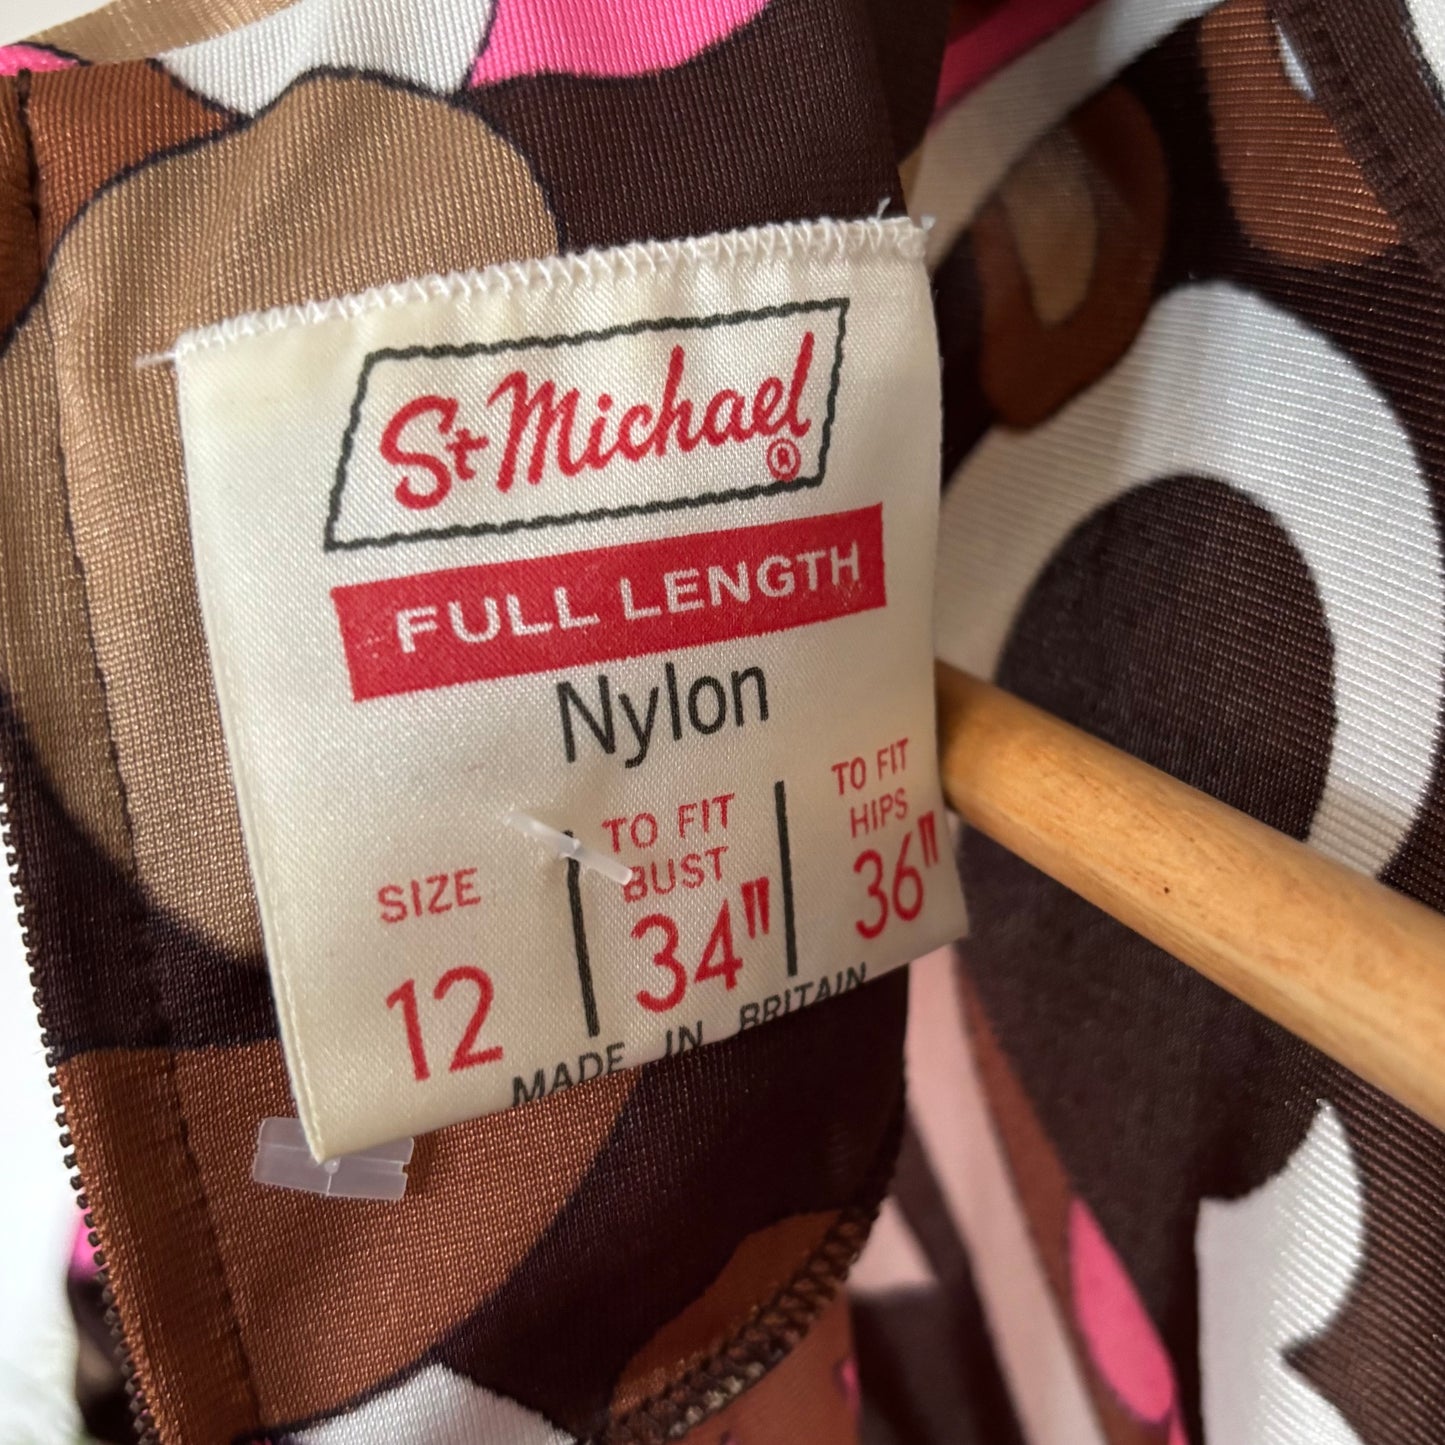 St Michael ®
FULL LENGTH
Nylon
SIZE
12
TO FIT
BUST
34"
TO FIT
HIPS
36"
MADE IN BRITAIN